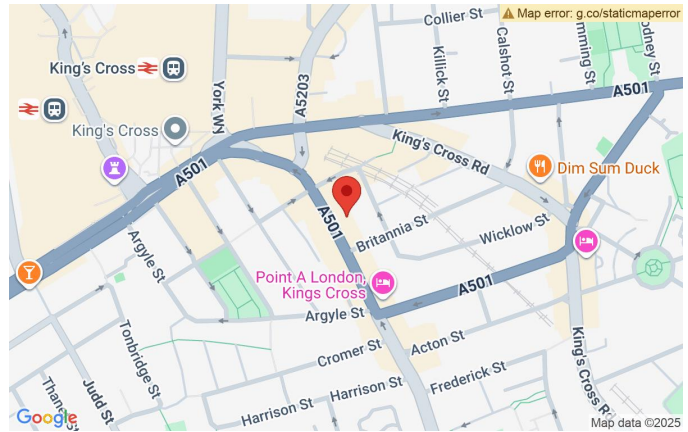 Map error: g.co/staticmaperror
Collier St
Killick St
Calshot St
King's Cross
York Wy
A5203
A501
King's Cross
A501
King's Cross Rd
Dim Sum Duck
A501
Britannia St
Wicklow St
Argyle St
Point A London,
Kings Cross
A501
Argyle St
Tonbridge St
Judd St
Cromer St
Acton St
Harrison St
Frederick St
Harrison St
King's Cross Rd
Google
Map data ©2025